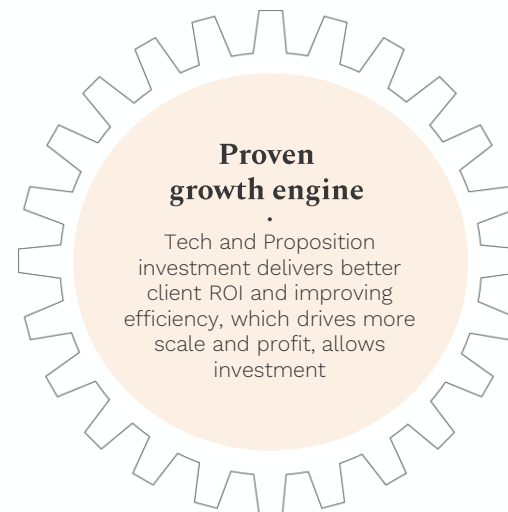 Proven
growth engine
•
Tech and Proposition
investment delivers better
client ROI and improving
efficiency, which drives more
scale and profit, allows
investment